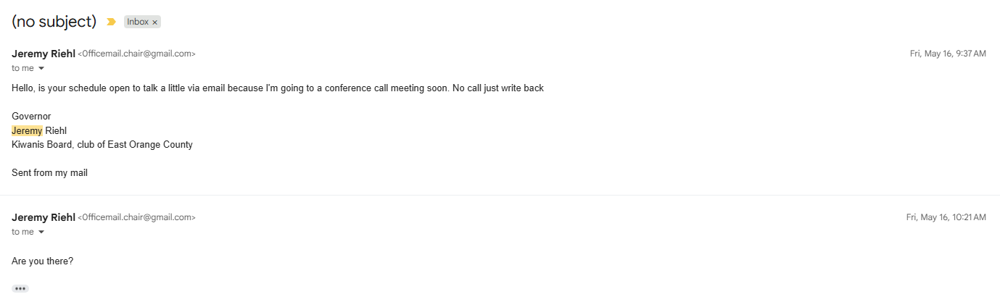 (no subject) Inbox ×
Jeremy Riehl <0fficemail.chair@gmail.com> Fri, May 16, 9:37 AM
to me
Hello, is your schedule open to talk a little via email because I'm going to a conference call meeting soon. No call just write back
Governor
Jeremy Riehl
Kiwanis Board, club of East Orange County
Sent from my mail
Jeremy Riehl <0fficemail.chair@gmail.com> Fri, May 16, 10:21 AM
to me
Are you there?